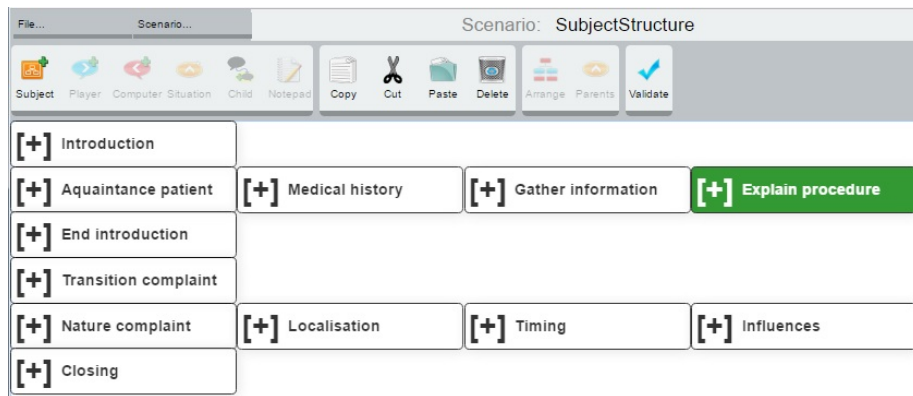 File... Scenario... Scenario: SubjectStructure
Subject Player Computer Situation Child Notepad Copy Cut Paste Delete Arrange Parents Validate
[+] Introduction
[+] Aquaintance patient [+] Medical history [+] Gather information [+] Explain procedure
[+] End introduction
[+] Transition complaint
[+] Nature complaint [+] Localisation [+] Timing [+] Influences
[+] Closing